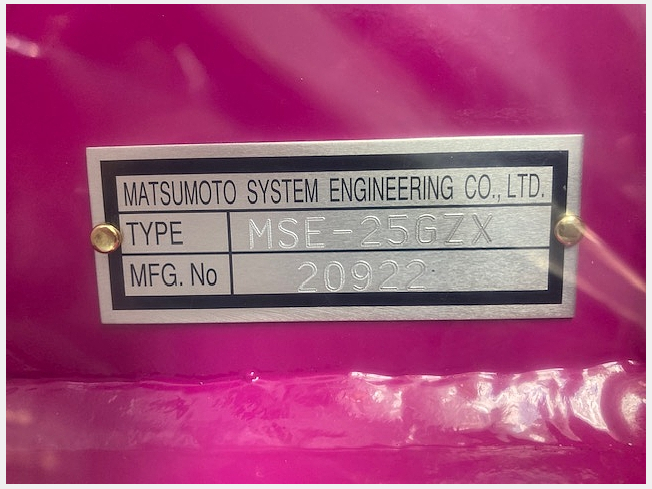 MATSUMOTO SYSTEM ENGINEERING CO., LTD.
TYPE MSE-25GZX
MFG. No 20922